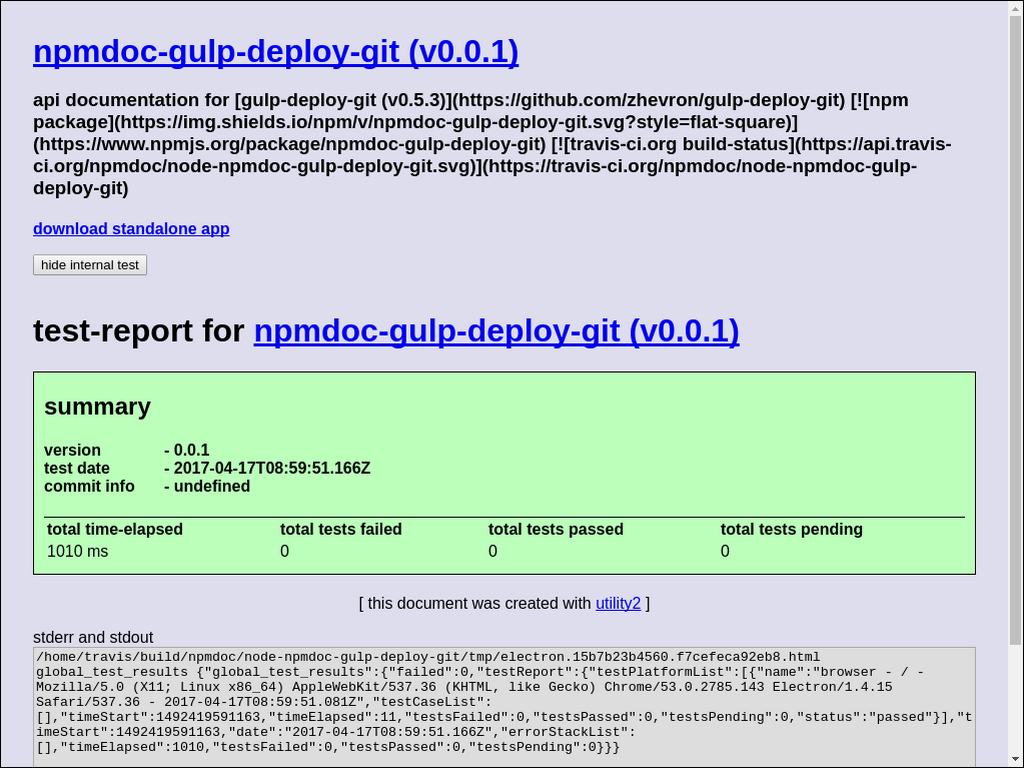 npmdoc-gulp-deploy-git (v0.0.1)
api documentation for [gulp-deploy-git (v0.5.3)](https://github.com/zhevron/gulp-deploy-git) [![npm
package](https://img.shields.io/npm/v/npmdoc-gulp-deploy-git.svg?style=flat-square)]
(https://www.npmjs.org/package/npmdoc-gulp-deploy-git) [![travis-ci.org build-status](https://api.travis-
ci.org/npmdoc/node-npmdoc-gulp-deploy-git.svg)](https://travis-ci.org/npmdoc/node-npmdoc-gulp-
deploy-git)
download standalone app
hide internal test
test-report for npmdoc-gulp-deploy-git (v0.0.1)
summary
version - 0.0.1
test date - 2017-04-17T08:59:51.166Z
commit info - undefined
total time-elapsed total tests failed total tests passed total tests pending
1010 ms 0 0 0
[ this document was created with utility2 ]
stderr and stdout
/home/travis/build/npmdoc/node-npmdoc-gulp-deploy-git/tmp/electron.15b7b23b4560.f7cefeca92eb8.html
global_test_results {"global_test_results":{"failed":0,"testReport":{"testPlatformList":[{"name":"browser - / -
Mozilla/5.0 (X11; Linux x86_64) AppleWebKit/537.36 (KHTML, like Gecko) Chrome/53.0.2785.143 Electron/1.4.15
Safari/537.36 - 2017-04-17T08:59:51.081Z","testCaseList":
[],"timeStart":1492419591163,"timeElapsed":11,"testsFailed":0,"testsPassed":0,"testsPending":0,"status":"passed"}],"t
imeStart":1492419591163,"date":"2017-04-17T08:59:51.166Z","errorStackList":
[],"timeElapsed":1010,"testsFailed":0,"testsPassed":0,"testsPending":0}}}